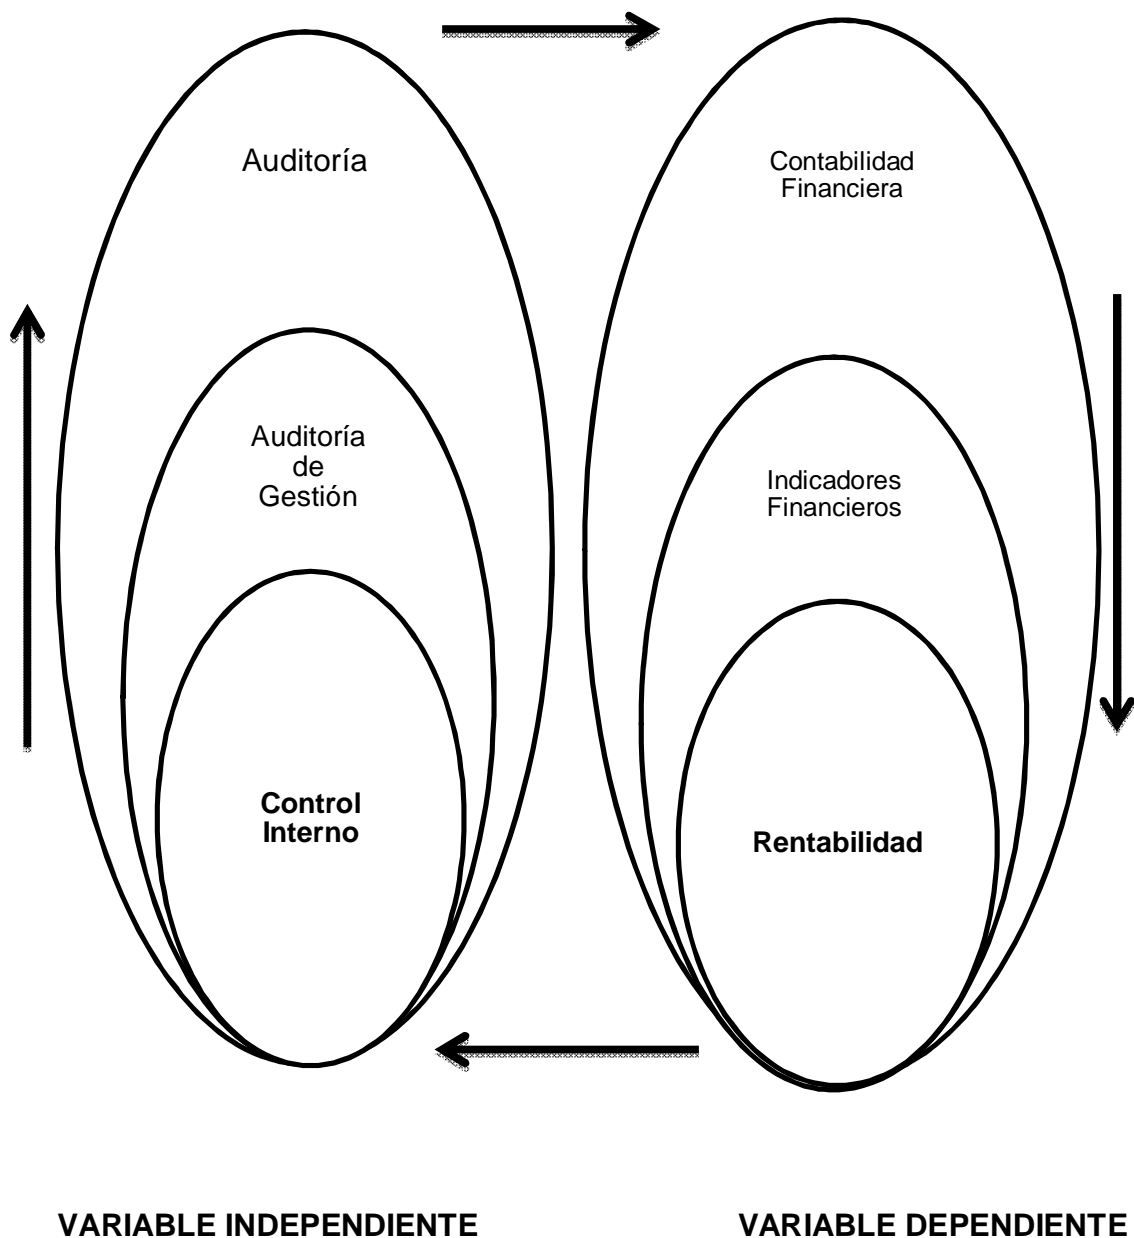 Auditoría
Contabilidad
Financiera
Auditoría
de
Gestión
Indicadores
Financieros
Control
Interno
Rentabilidad
VARIABLE INDEPENDIENTE
VARIABLE DEPENDIENTE